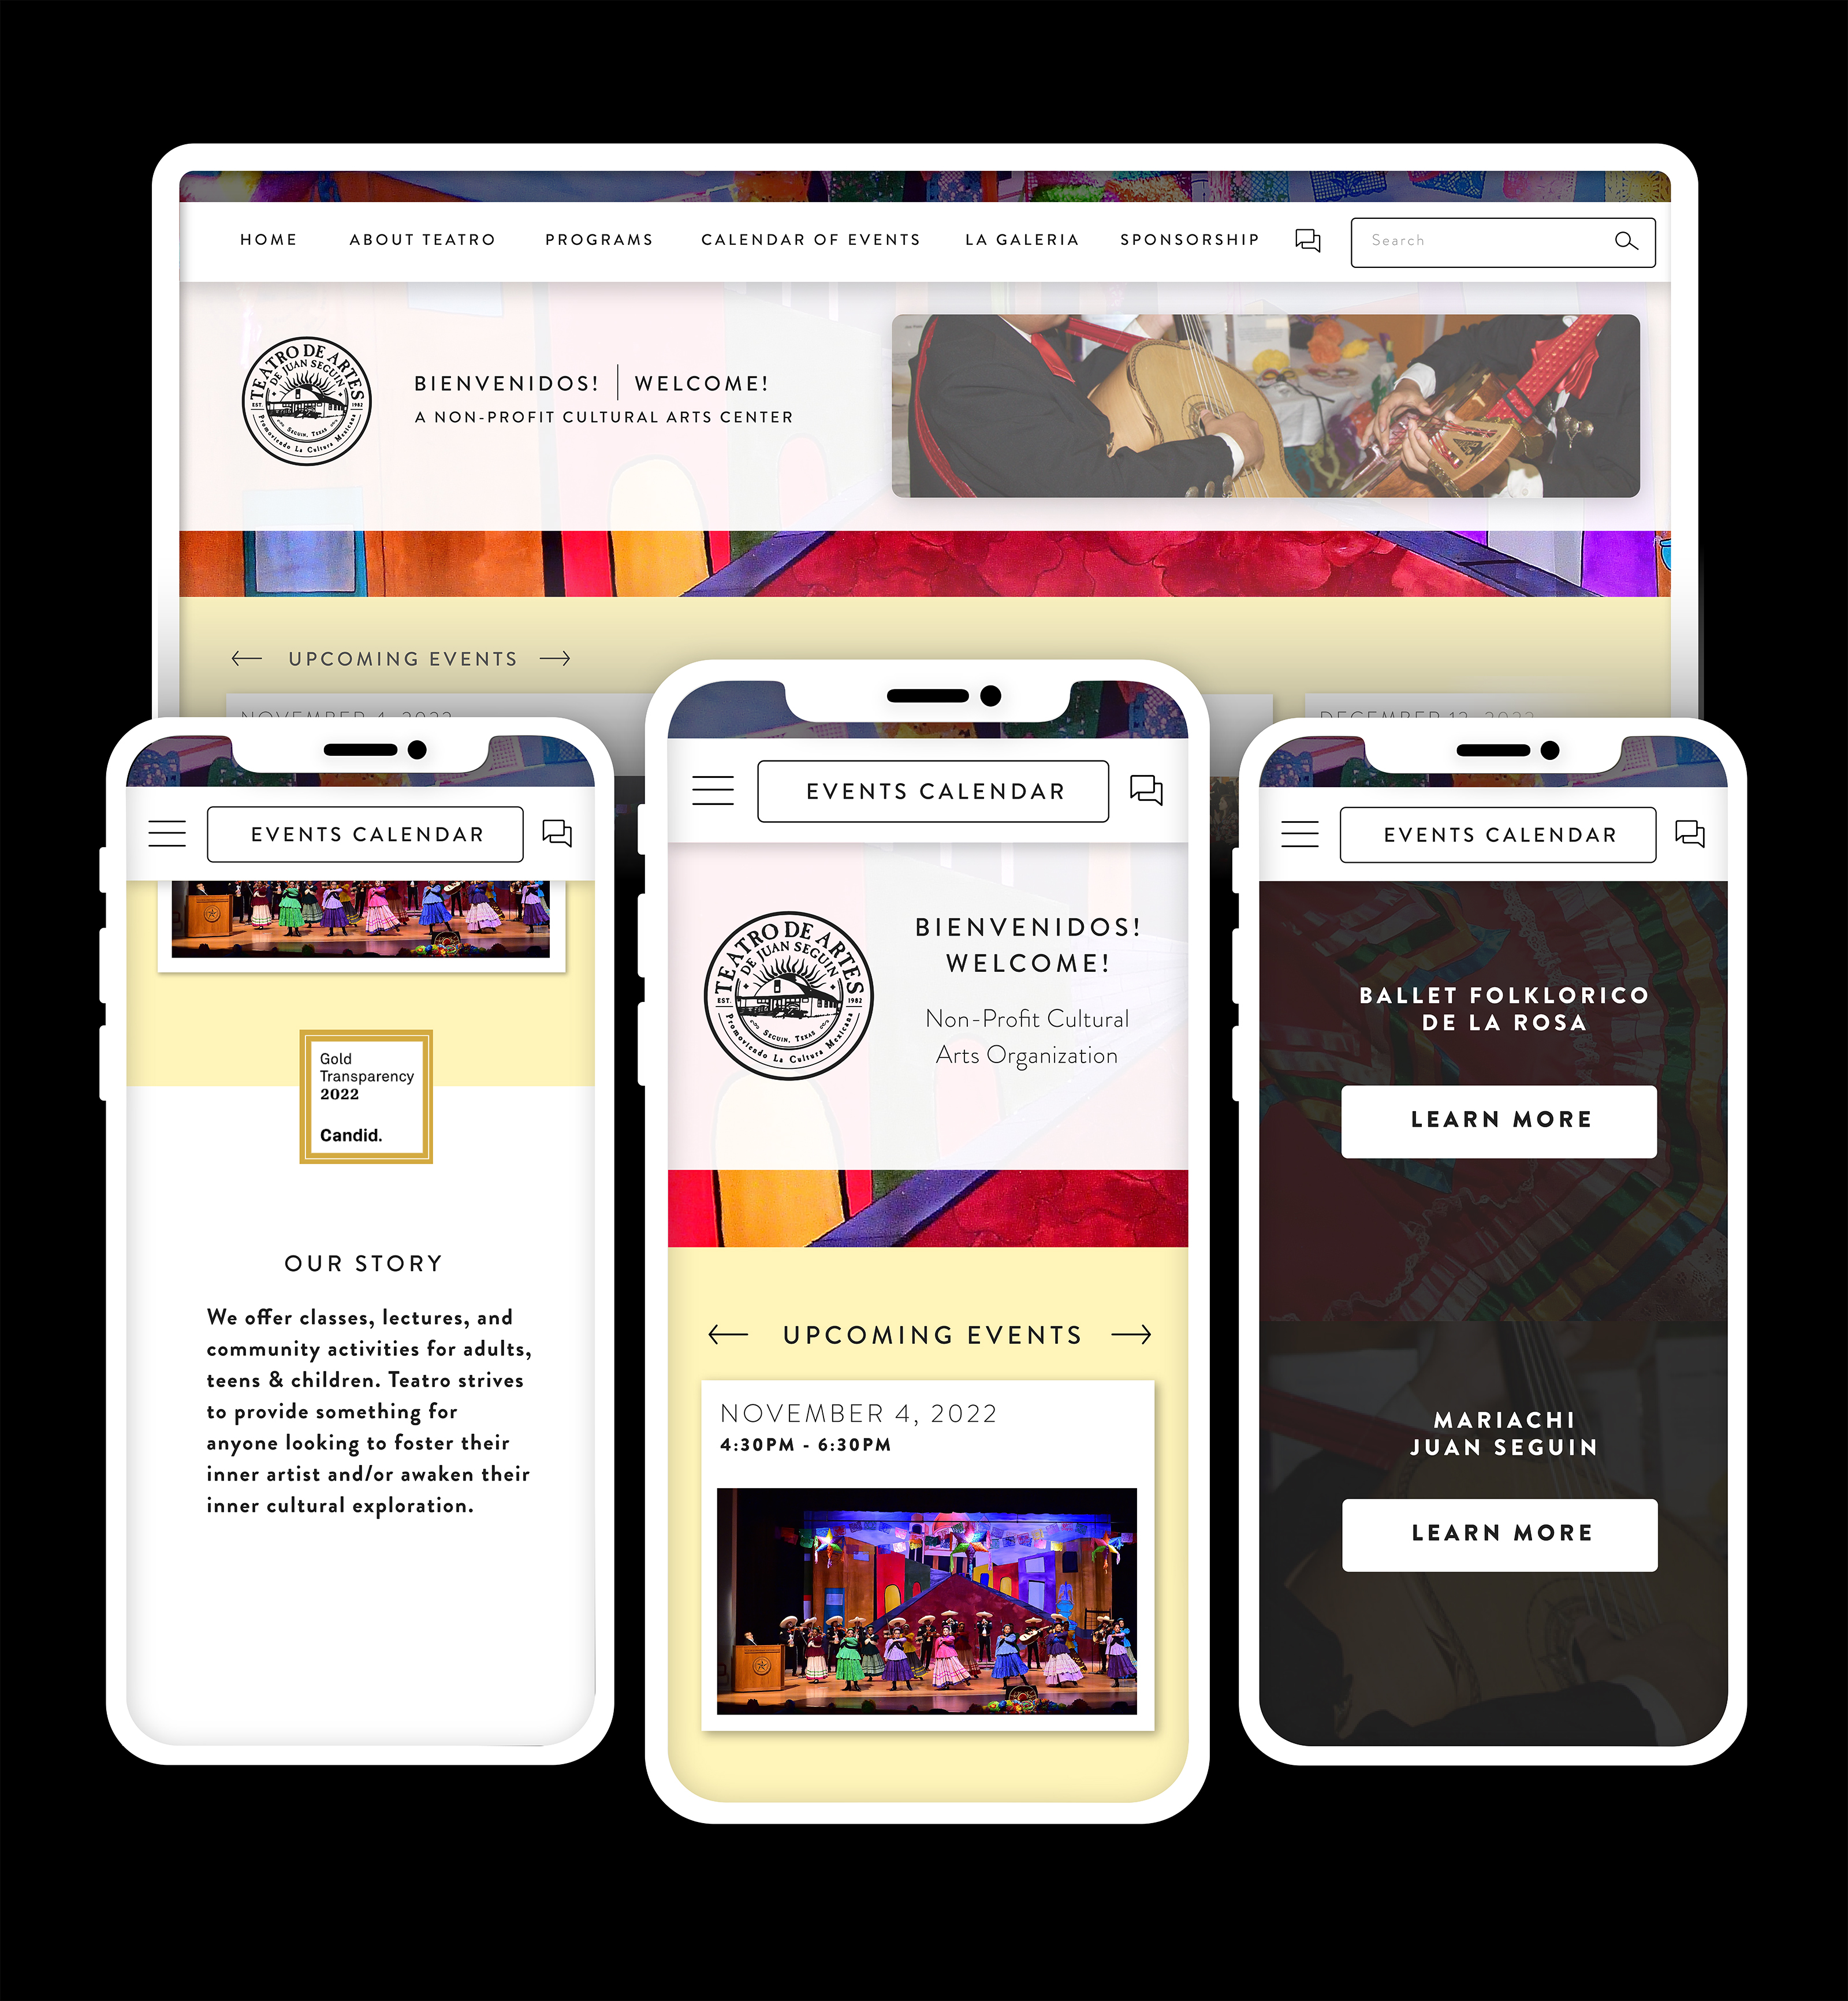 HOME ABOUT TEATRO PROGRAMS CALENDAR OF EVENTS LA GALERIA SPONSORSHIP Search
TEATRO DE ARTES
DE JUAN SEGUIN
EST. 1982
SEGUIN, TEXAS
Promoviendo La Cultura Mexicana
BIENVENIDOS! WELCOME!
A NON-PROFIT CULTURAL ARTS CENTER
UPCOMING EVENTS
NOVEMBER 4, 2022
DECEMBER 12, 2022
EVENTS CALENDAR
Gold
Transparency
2022
Candid.
OUR STORY
We offer classes, lectures, and
community activities for adults,
teens & children. Teatro strives
to provide something for
anyone looking to foster their
inner artist and/or awaken their
inner cultural exploration.
EVENTS CALENDAR
TEATRO DE ARTES
DE JUAN SEGUIN
EST. 1982
SEGUIN, TEXAS
Promoviendo La Cultura Mexicana
BIENVENIDOS!
WELCOME!
Non-Profit Cultural
Arts Organization
UPCOMING EVENTS
NOVEMBER 4, 2022
4:30PM - 6:30PM
EVENTS CALENDAR
BALLET FOLKLORICO
DE LA ROSA
LEARN MORE
MARIACHI
JUAN SEGUIN
LEARN MORE